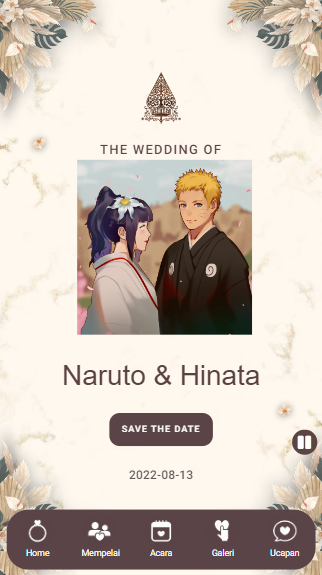 THE WEDDING OF
Naruto & Hinata
SAVE THE DATE
2022-08-13
Home
Mempelai
Acara
Galeri
Ucapan